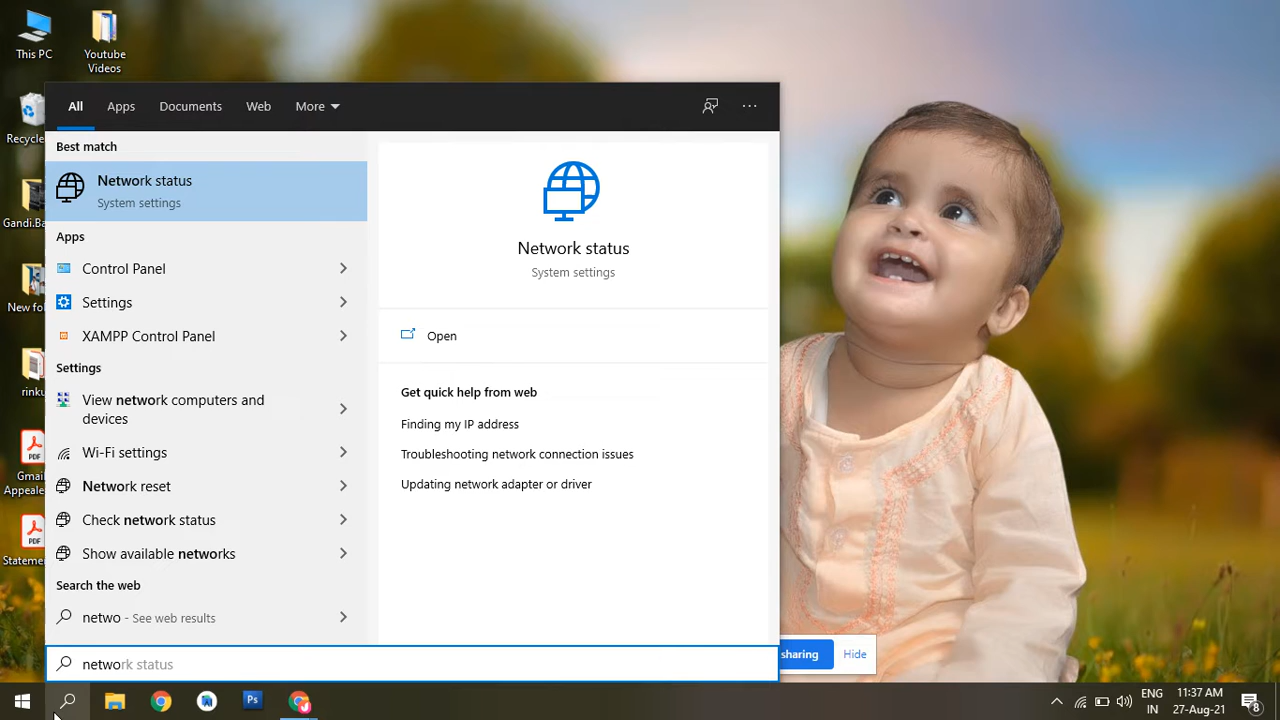 This PC
Youtube
Videos
Recycle
Gandi.Ba
New fol
rinku
Gmai
Appeale
Stateme
All
Apps
Documents
Web
More
Best match
Network status
System settings
Apps
Control Panel
Settings
XAMPP Control Panel
Settings
View network computers and
devices
Wi-Fi settings
Network reset
Check network status
Show available networks
Search the web
netwo - See web results
Network status
System settings
Open
Get quick help from web
Finding my IP address
Troubleshooting network connection issues
Updating network adapter or driver
network status
sharing
Hide
PDF
PDF
Ps
ENG
IN
11:37 AM
27-Aug-21
8